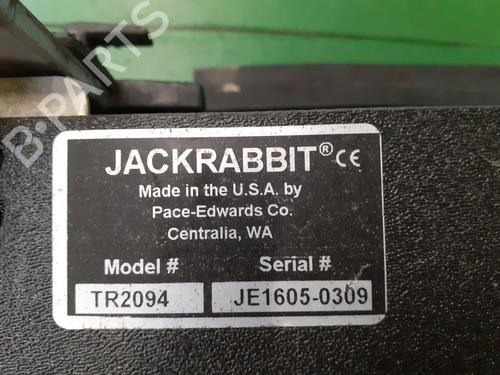 JACKRABBIT® CE
Made in the U.S.A. by
Pace-Edwards Co.
Centralia, WA
Model # Serial #
TR2094 JE1605-0309
B-PARTS